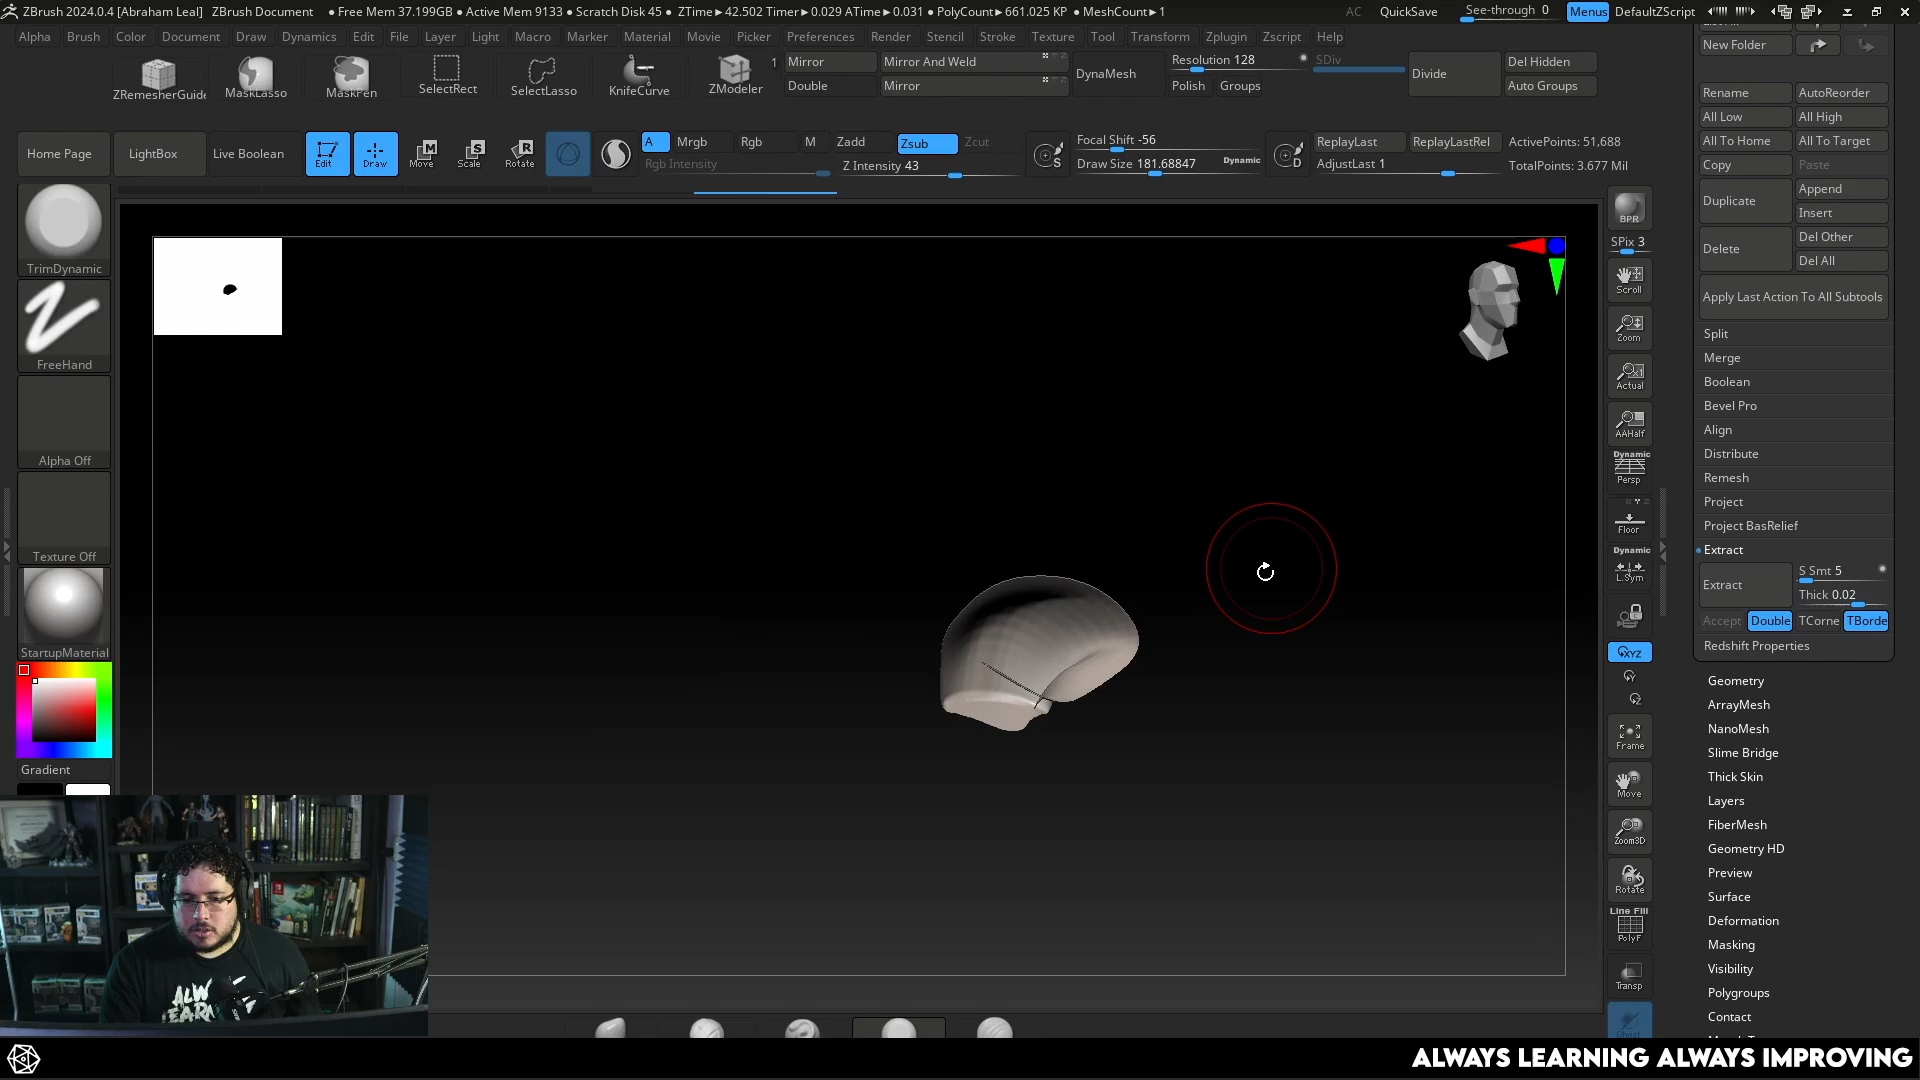 ZBrush 2024.0.4 [Abraham Leal] ZBrush Document ● Free Mem 37.199GB ● Active Mem 9133 ● Scratch Disk 45 ● ZTime▸42.502 Timer▸0.029 ATime▸0.031 ● PolyCount▸661.025 KP ● MeshCount▸1 AC QuickSave See-through 0 Menus DefaultZScript
Alpha Brush Color Document Draw Dynamics Edit File Layer Light Macro Marker Material Movie Picker Preferences Render Stencil Stroke Texture Tool Transform Zplugin Zscript Help
ZRemesherGuide MaskLasso MaskPen SelectRect SelectLasso KnifeCurve ZModeler 1
Mirror Mirror And Weld DynaMesh Resolution 128 SDiv Divide Del Hidden
Double Mirror Polish Groups Auto Groups
Home Page LightBox Live Boolean Edit Draw Move Scale Rotate
A Mrgb Rgb M Zadd Zsub Zcut
Rgb Intensity Z Intensity 43
S Focal Shift -56
Draw Size 181.68847 Dynamic
D ReplayLast ReplayLastRel ActivePoints: 51,688
AdjustLast 1 TotalPoints: 3.677 Mil
TrimDynamic
FreeHand
Alpha Off
Texture Off
StartupMaterial
Gradient
BPR
SPix 3
Scroll
Zoom
Actual
AAHalf
Dynamic
Persp
Floor
Dynamic
L.Sym
XYZ
Frame
Move
Zoom3D
Rotate
Line Fill
PolyF
Transp
Ghost
New Folder
Rename AutoReorder
All Low All High
All To Home All To Target
Copy Paste
Duplicate Append
Insert
Delete Del Other
Del All
Apply Last Action To All Subtools
Split
Merge
Boolean
Bevel Pro
Align
Distribute
Remesh
Project
Project BasRelief
Extract
Extract S Smt 5
Thick 0.02
Accept Double TCorne TBorde
Redshift Properties
Geometry
ArrayMesh
NanoMesh
Slime Bridge
Thick Skin
Layers
FiberMesh
Geometry HD
Preview
Surface
Deformation
Masking
Visibility
Polygroups
Contact
ALWAYS LEARNING ALWAYS IMPROVING